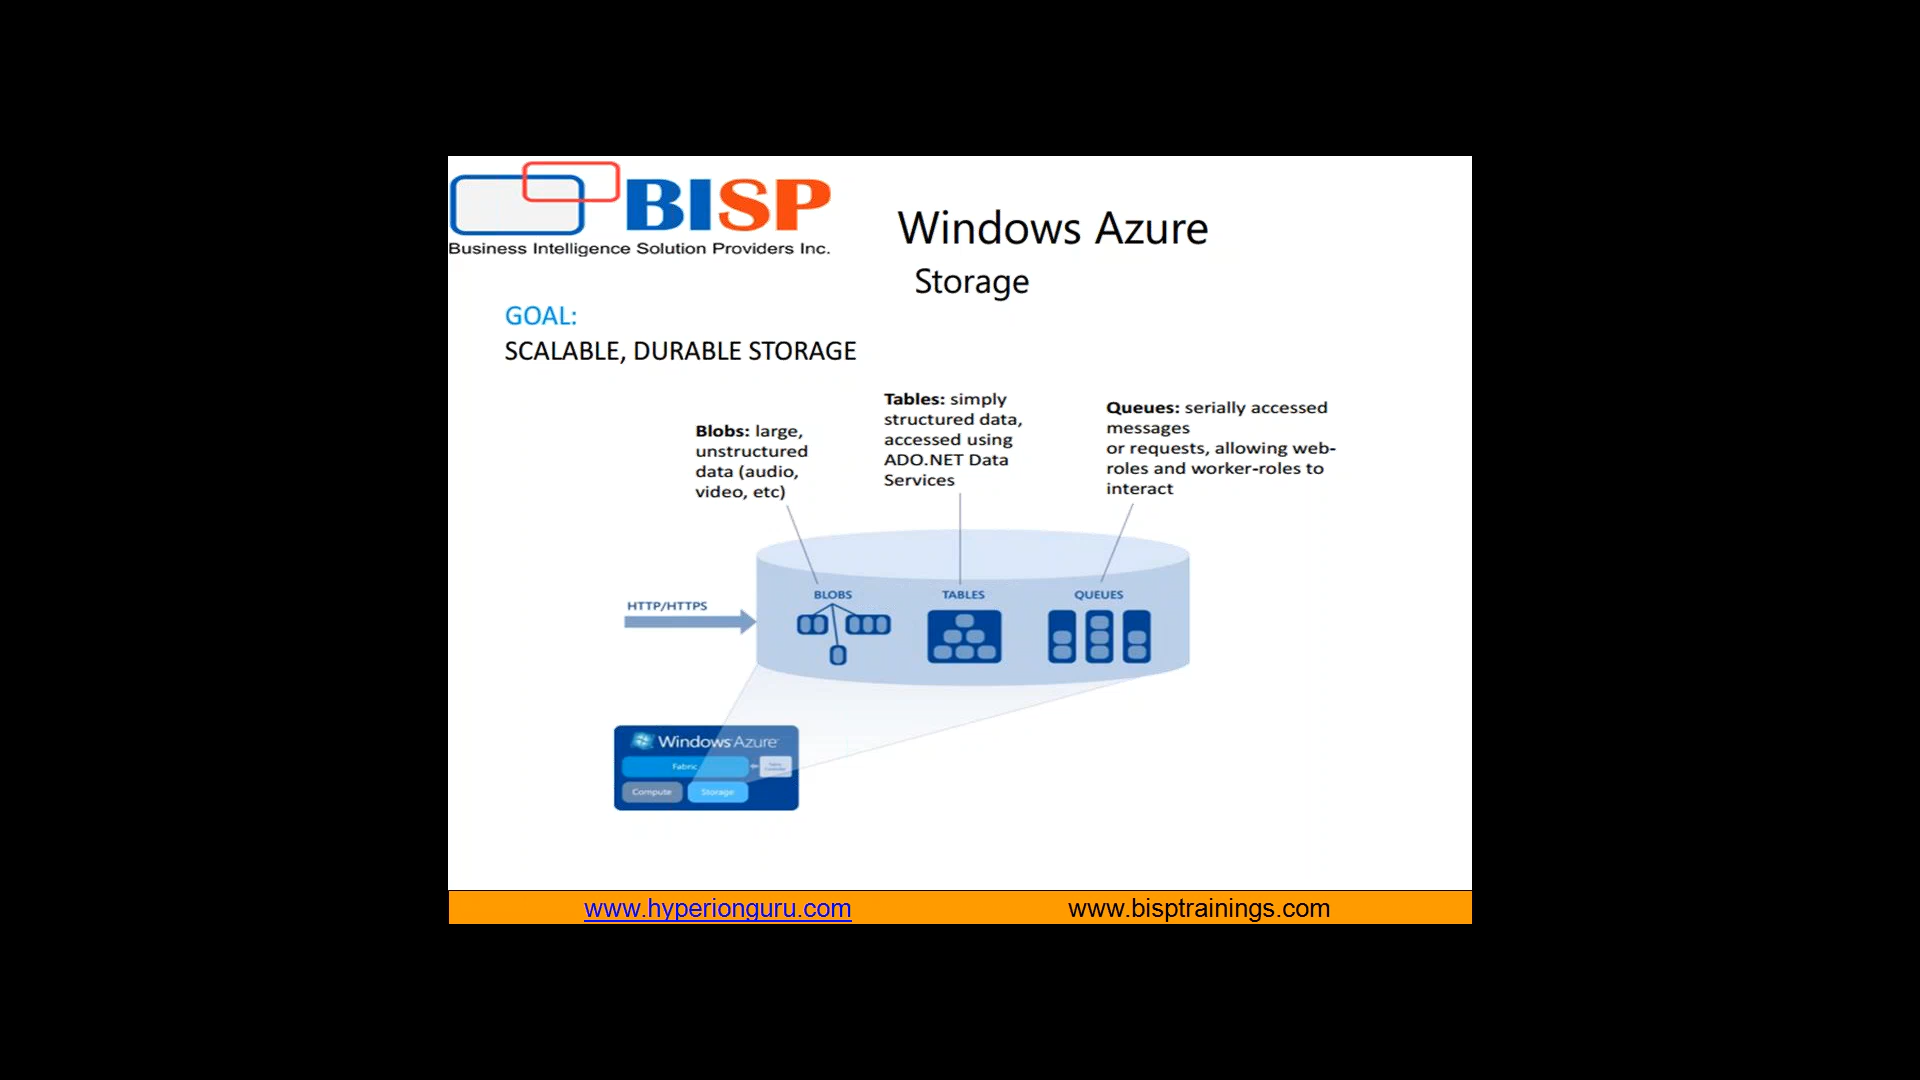 BISP
Business Intelligence Solution Providers Inc.
Windows Azure
Storage
GOAL:
SCALABLE, DURABLE STORAGE
Blobs: large,
unstructured
data (audio,
video, etc)
Tables: simply
structured data,
accessed using
ADO.NET Data
Services
Queues: serially accessed
messages
or requests, allowing web-
roles and worker-roles to
interact
HTTP/HTTPS
BLOBS
TABLES
QUEUES
Windows Azure
Fabric
Compute
Storage
www.hyperionguru.com
www.bisptrainings.com